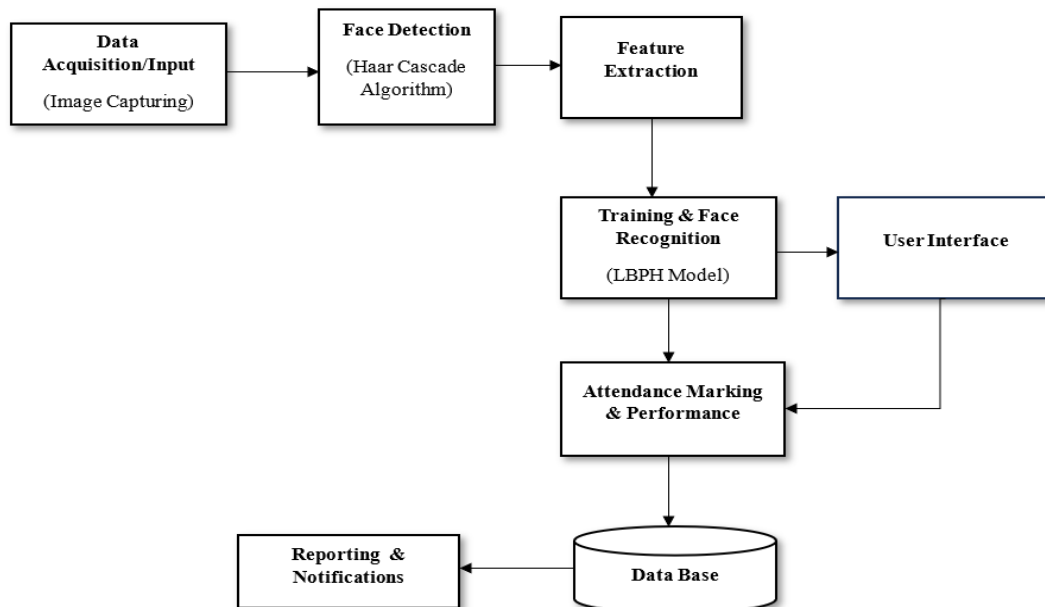 Data
Acquisition/Input
(Image Capturing)
Face Detection
(Haar Cascade
Algorithm)
Feature
Extraction
Training & Face
Recognition
(LBPH Model)
User Interface
Attendance Marking
& Performance
Data Base
Reporting &
Notifications